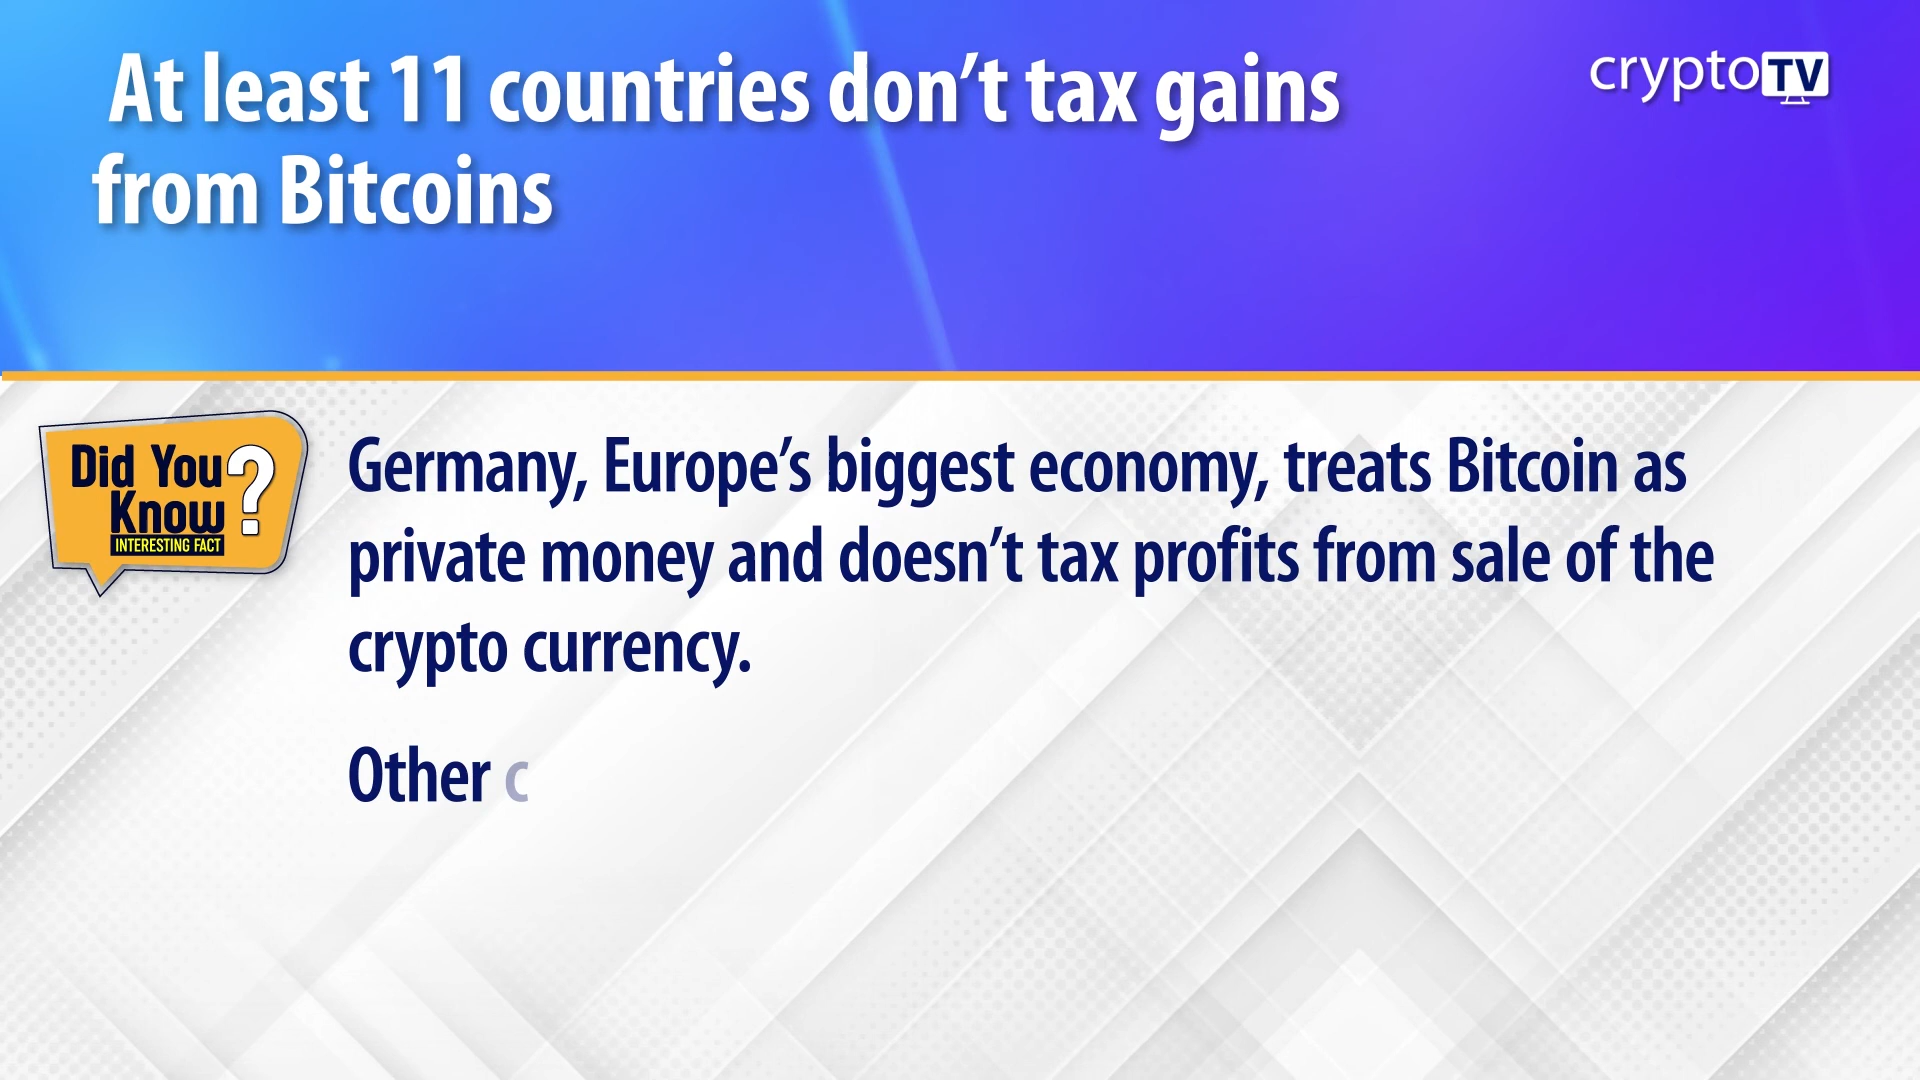 At least 11 countries don’t tax gains
from Bitcoins
cryptoTV
Did You
Know?
INTERESTING FACT
Germany, Europe’s biggest economy, treats Bitcoin as
private money and doesn’t tax profits from sale of the
crypto currency.
Other c